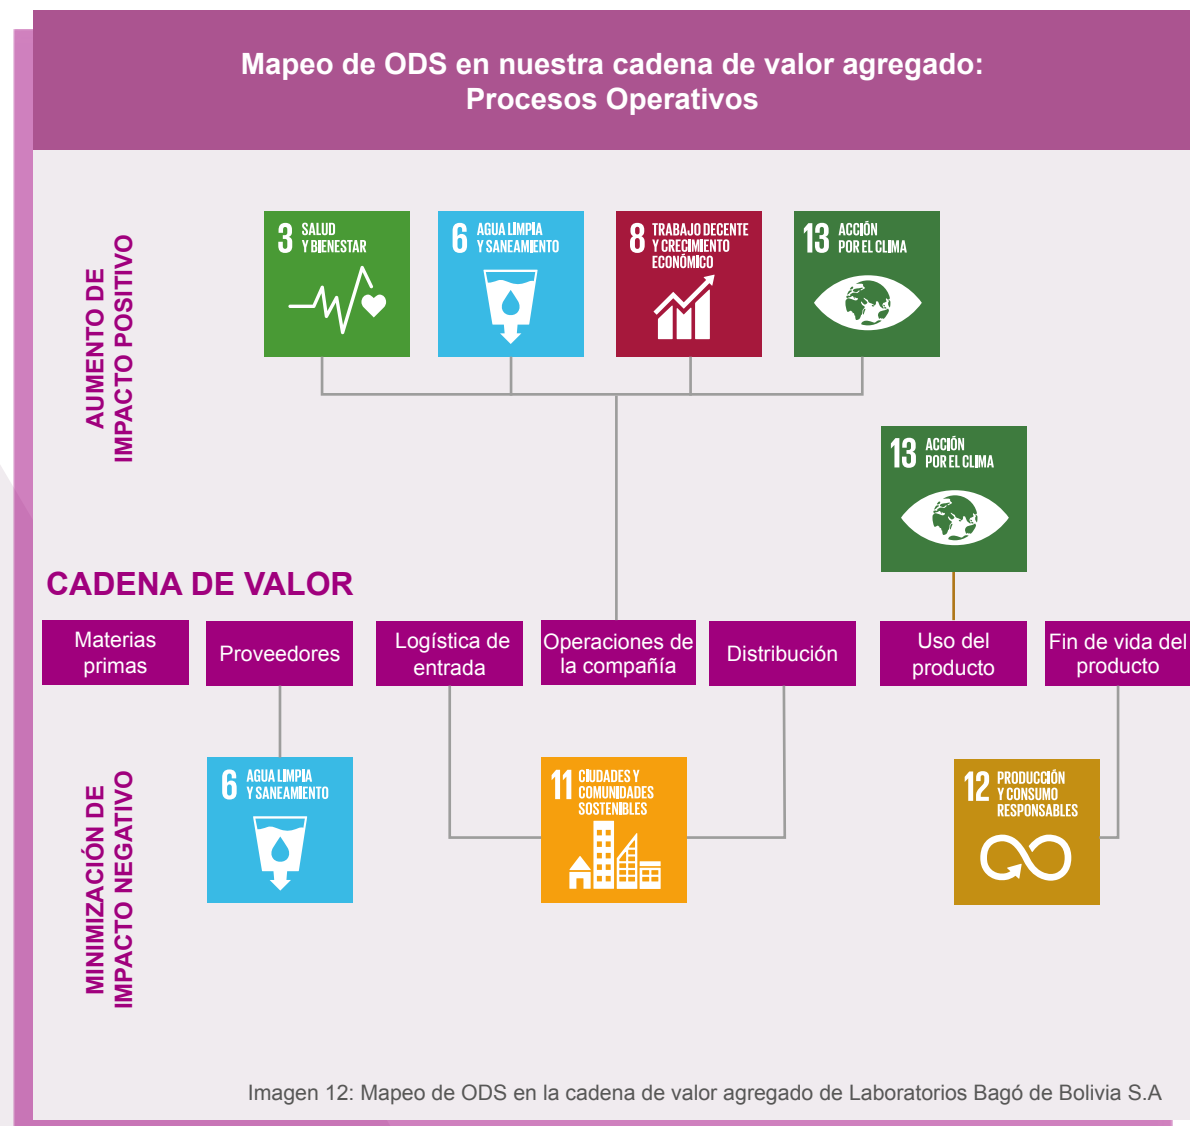 Mapeo de ODS en nuestra cadena de valor agregado:
Procesos Operativos
AUMENTO DE
IMPACTO POSITIVO
3 SALUD
Y BIENESTAR
6 AGUA LIMPIA
Y SANEAMIENTO
8 TRABAJO DECENTE
Y CRECIMIENTO
ECONÓMICO
13 ACCIÓN
POR EL CLIMA
13 ACCIÓN
POR EL CLIMA
CADENA DE VALOR
Materias
primas
Proveedores
Logística de
entrada
Operaciones de
la compañía
Distribución
Uso del
producto
Fin de vida del
producto
MINIMIZACIÓN DE
IMPACTO NEGATIVO
6 AGUA LIMPIA
Y SANEAMIENTO
11 CIUDADES Y
COMUNIDADES
SOSTENIBLES
12 PRODUCCIÓN
Y CONSUMO
RESPONSABLES
Imagen 12: Mapeo de ODS en la cadena de valor agregado de Laboratorios Bagó de Bolivia S.A